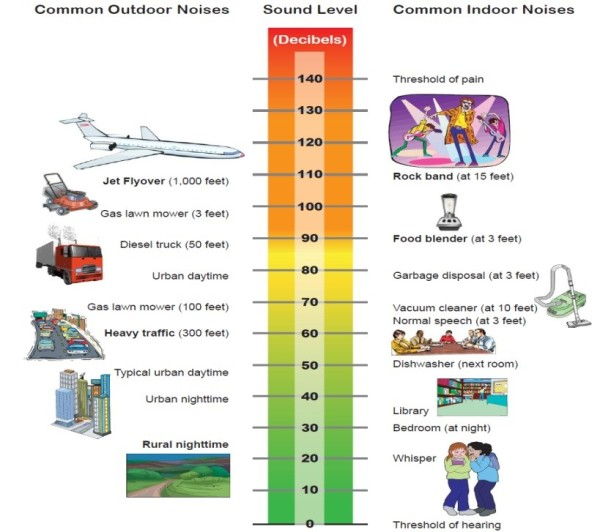 Common Outdoor Noises
Sound Level
Common Indoor Noises
(Decibels)
140
Threshold of pain
130
120
110
Jet Flyover (1,000 feet)
Rock band (at 15 feet)
100
Gas lawn mower (3 feet)
90
Diesel truck (50 feet)
Food blender (at 3 feet)
80
Urban daytime
Garbage disposal (at 3 feet)
70
Gas lawn mower (100 feet)
Vacuum cleaner (at 10 feet)
Normal speech (at 3 feet)
60
Heavy traffic (300 feet)
50
Dishwasher (next room)
Typical urban daytime
40
Urban nighttime
Library
30
Bedroom (at night)
Rural nighttime
20
Whisper
10
0
Threshold of hearing